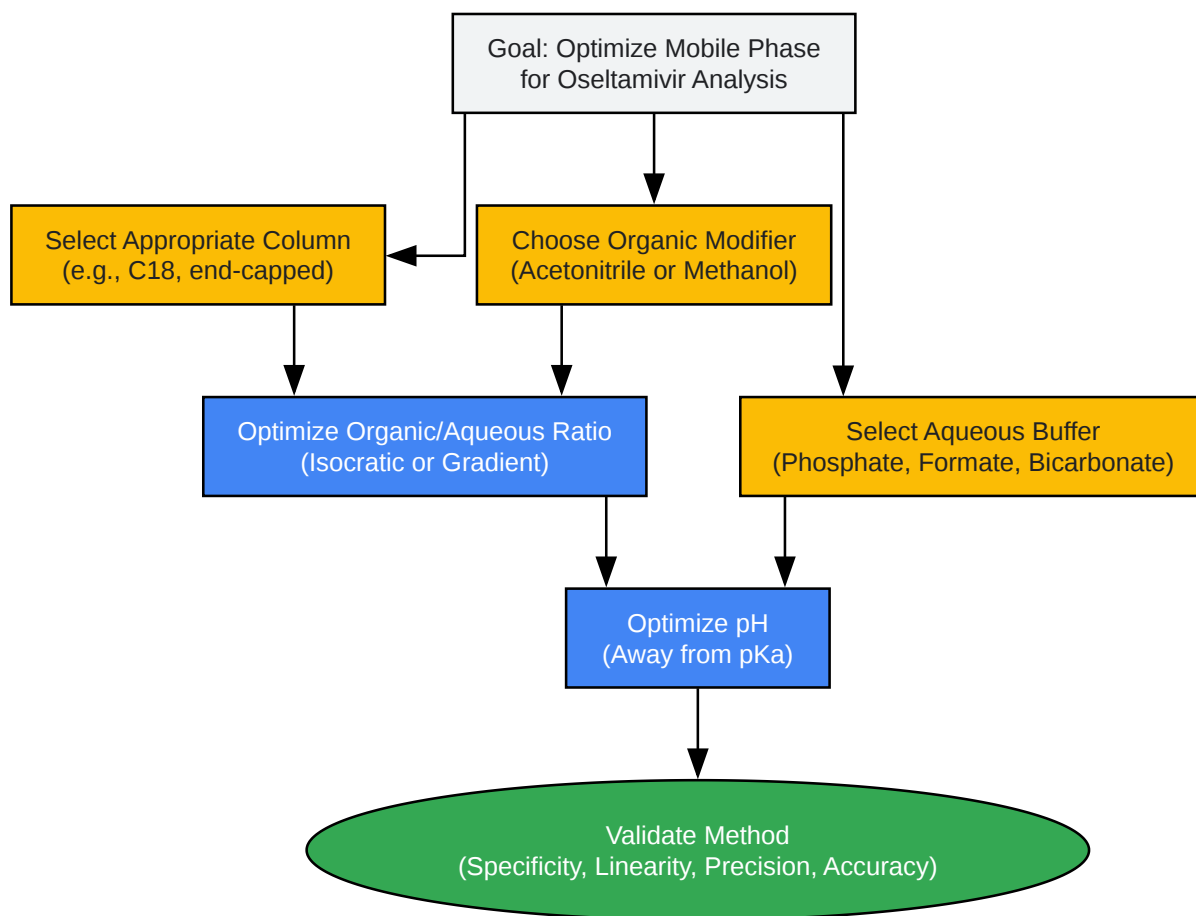 Goal: Optimize Mobile Phase
for Oseltamivir Analysis
Select Appropriate Column
(e.g., C18, end-capped)
Choose Organic Modifier
(Acetonitrile or Methanol)
Optimize Organic/Aqueous Ratio
(Isocratic or Gradient)
Select Aqueous Buffer
(Phosphate, Formate, Bicarbonate)
Optimize pH
(Away from pKa)
Validate Method
(Specificity, Linearity, Precision, Accuracy)